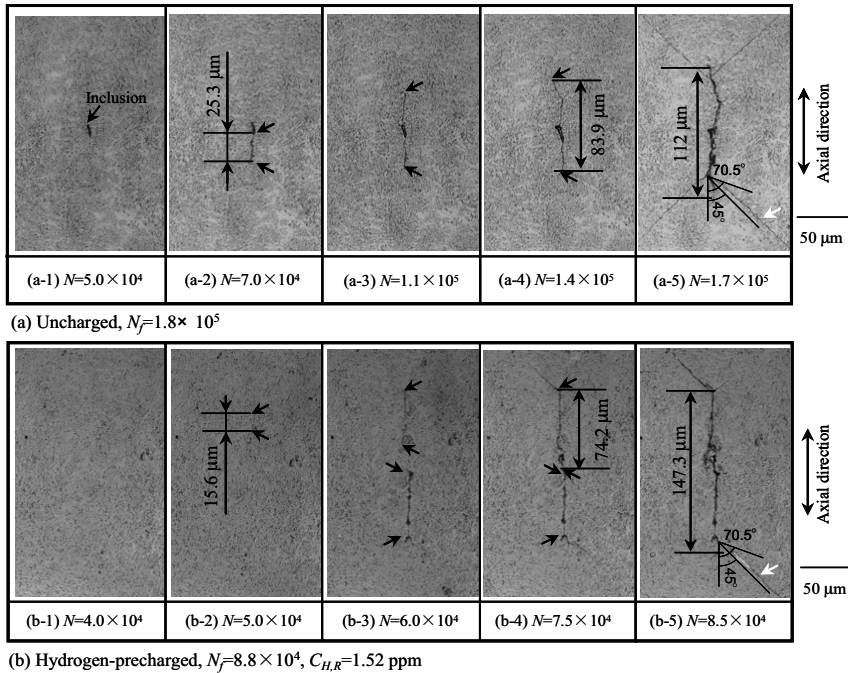 Inclusion
25.3 μm
83.9 μm
112 μm
70.5°
45°
Axial direction
50 μm
(a-1) N=5.0×10⁴
(a-2) N=7.0×10⁴
(a-3) N=1.1×10⁵
(a-4) N=1.4×10⁵
(a-5) N=1.7×10⁵
(a) Uncharged, Nf=1.8× 10⁵
15.6 μm
74.2 μm
147.3 μm
70.5°
45°
Axial direction
50 μm
(b-1) N=4.0×10⁴
(b-2) N=5.0×10⁴
(b-3) N=6.0×10⁴
(b-4) N=7.5×10⁴
(b-5) N=8.5×10⁴
(b) Hydrogen-precharged, Nf=8.8×10⁴, CH,R=1.52 ppm